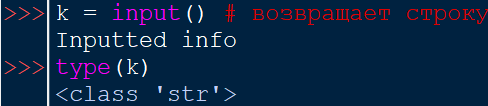 >>> k = input() # возвращает строку
Inputted info
>>> type(k)
<class 'str'>